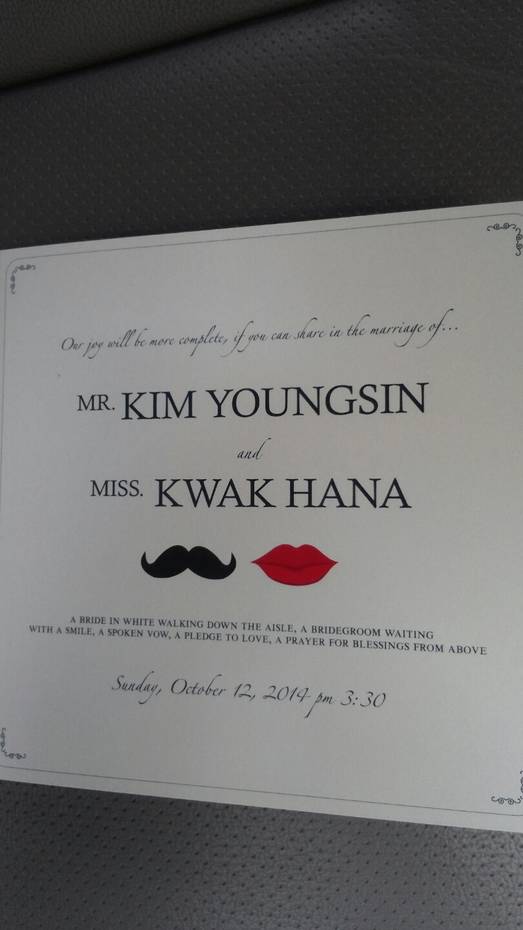 Our joy will be more complete, if you can share in the marriage of...
MR. KIM YOUNGSIN
and
MISS. KWAK HANA
A BRIDE IN WHITE WALKING DOWN THE AISLE, A BRIDEGROOM WAITING
WITH A SMILE, A SPOKEN VOW, A PLEDGE TO LOVE, A PRAYER FOR BLESSINGS FROM ABOVE
Sunday, October 12, 2014 pm 3:30